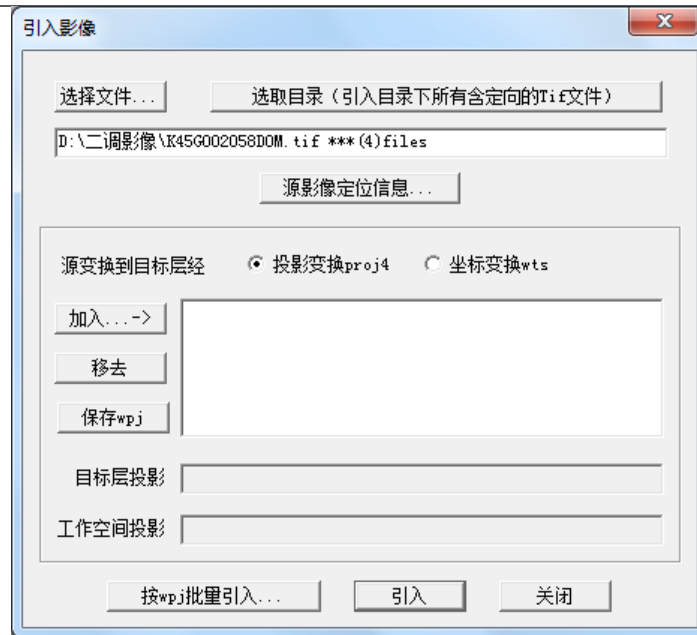 引入影像
选择文件... 选取目录（引入目录下所有含定向的Tif文件）
D:\二调影像\K45G002058DOM.tif ***(4)files
源影像定位信息...
源变换到目标层经 投影变换proj4 坐标变换wts
加入...->
移去
保存wpj
目标层投影
工作空间投影
按wpj批量引入... 引入 关闭